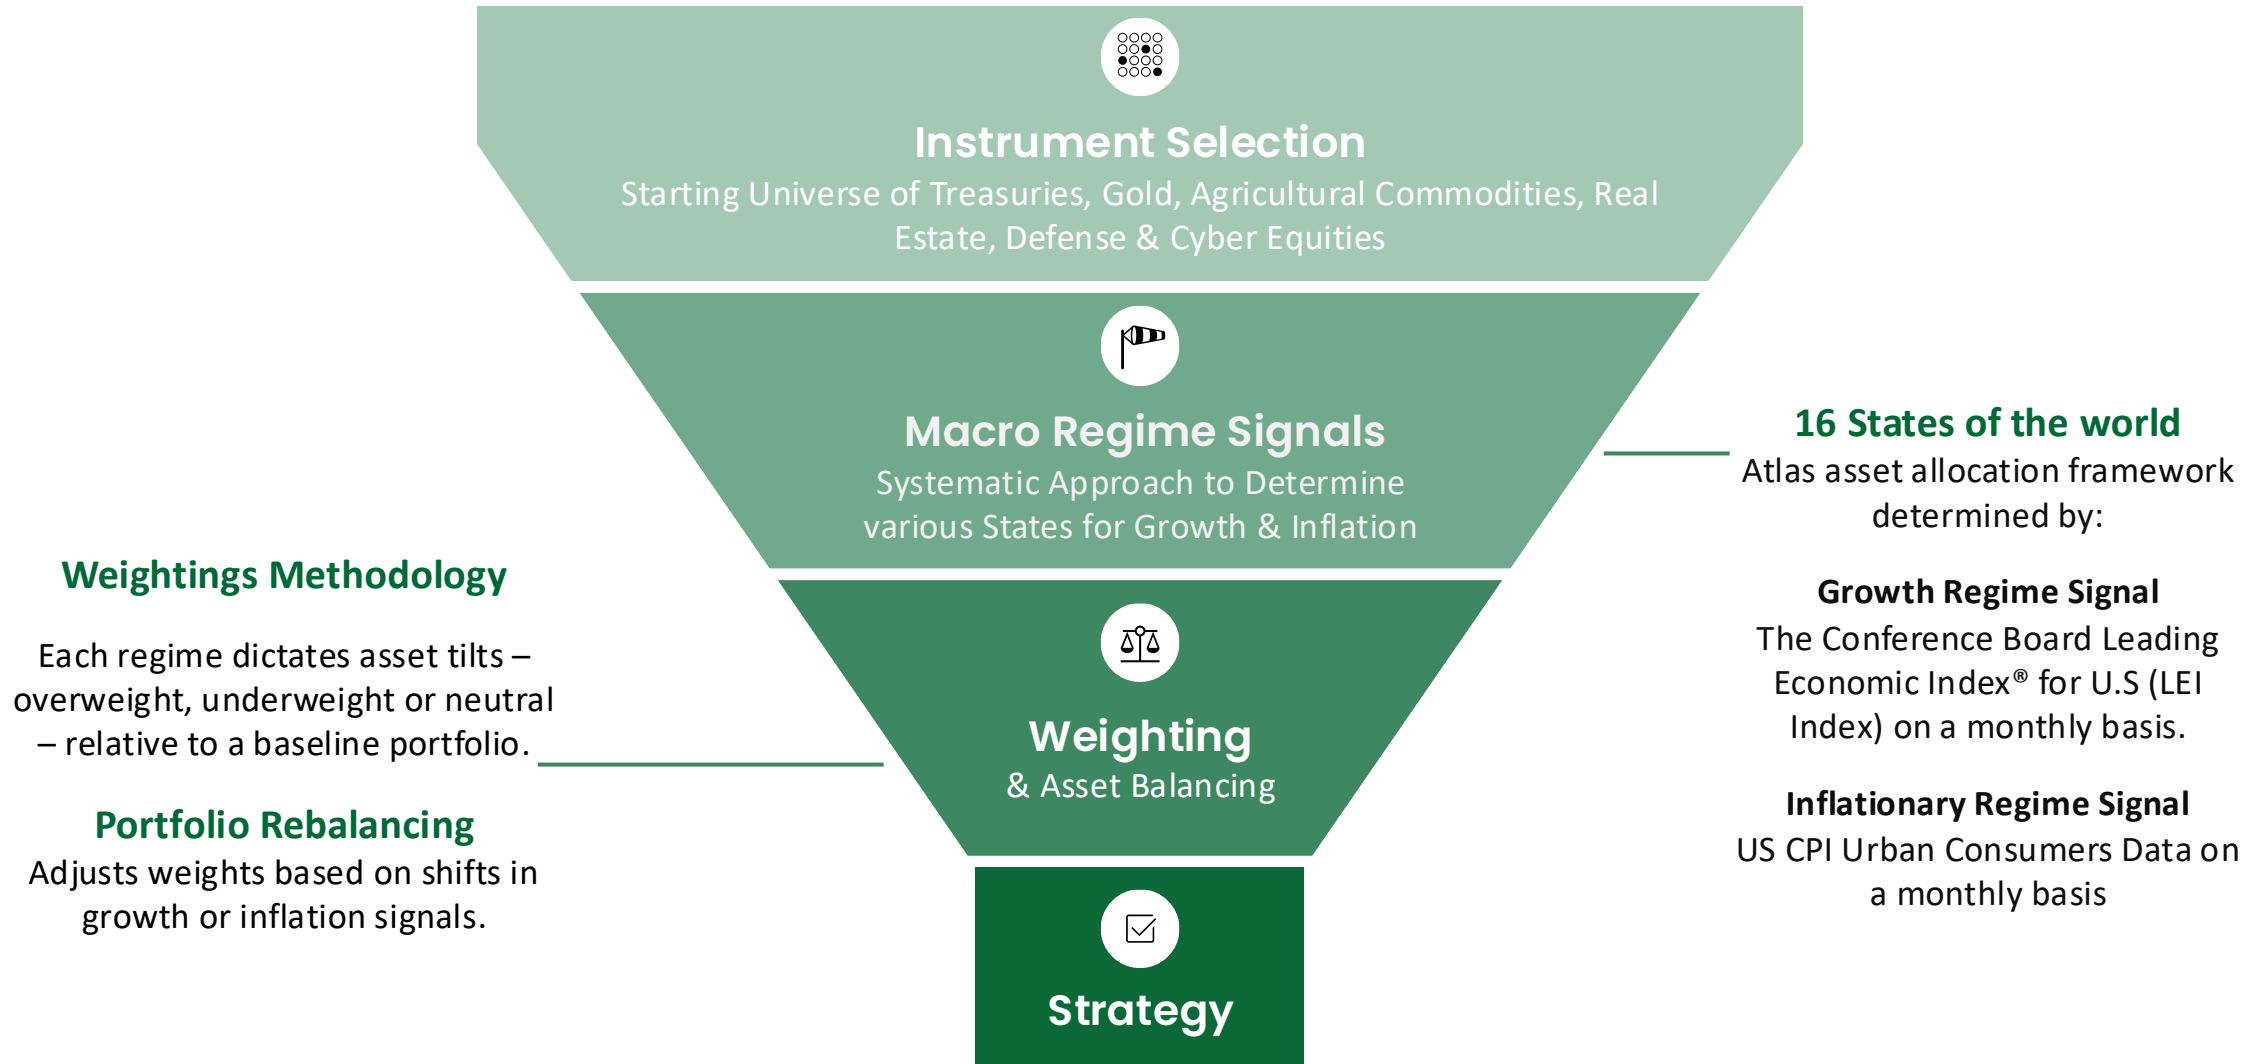 Instrument Selection
Starting Universe of Treasuries, Gold, Agricultural Commodities, Real
Estate, Defense & Cyber Equities
Macro Regime Signals
Systematic Approach to Determine
various States for Growth & Inflation
16 States of the world
Atlas asset allocation framework
determined by:
Growth Regime Signal
The Conference Board Leading
Economic Index® for U.S (LEI
Index) on a monthly basis.
Inflationary Regime Signal
US CPI Urban Consumers Data on
a monthly basis
Weightings Methodology
Each regime dictates asset tilts –
overweight, underweight or neutral
– relative to a baseline portfolio.
Portfolio Rebalancing
Adjusts weights based on shifts in
growth or inflation signals.
Weighting
& Asset Balancing
Strategy